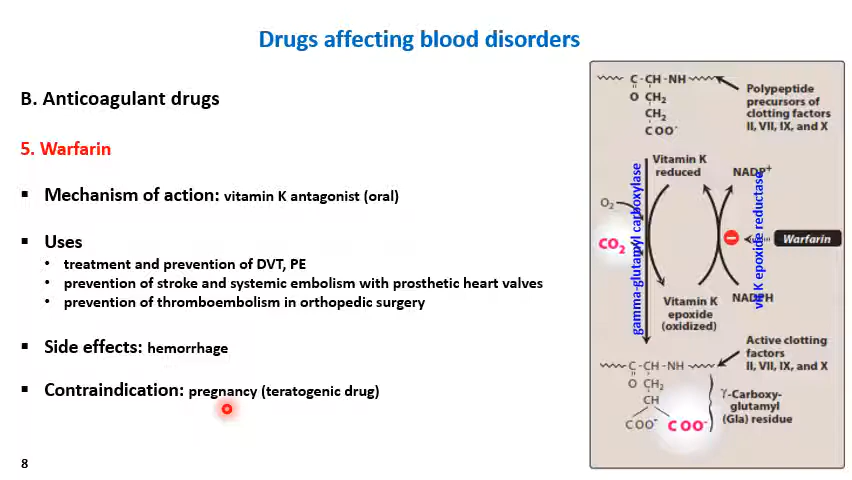 Drugs affecting blood disorders
B. Anticoagulant drugs
5. Warfarin
▪ Mechanism of action: vitamin K antagonist (oral)
▪ Uses
• treatment and prevention of DVT, PE
• prevention of stroke and systemic embolism with prosthetic heart valves
• prevention of thromboembolism in orthopedic surgery
▪ Side effects: hemorrhage
▪ Contraindication: pregnancy (teratogenic drug)
8
C - CH - NH
O CH₂
CH₂
C OO⁻
Polypeptide
precursors of
clotting factors
II, VII, IX, and X
Vitamin K
reduced
NADP⁺
O₂
CO₂
gamma-glutamyl carboxylase
vit K epoxide reductase
Warfarin
Vitamin K
epoxide
(oxidized)
NADPH
Active clotting
factors
II, VII, IX, and X
C - CH - NH
O CH₂
CH
COO⁻ C OO⁻
γ-Carboxy-
glutamyl
(Gla) residue